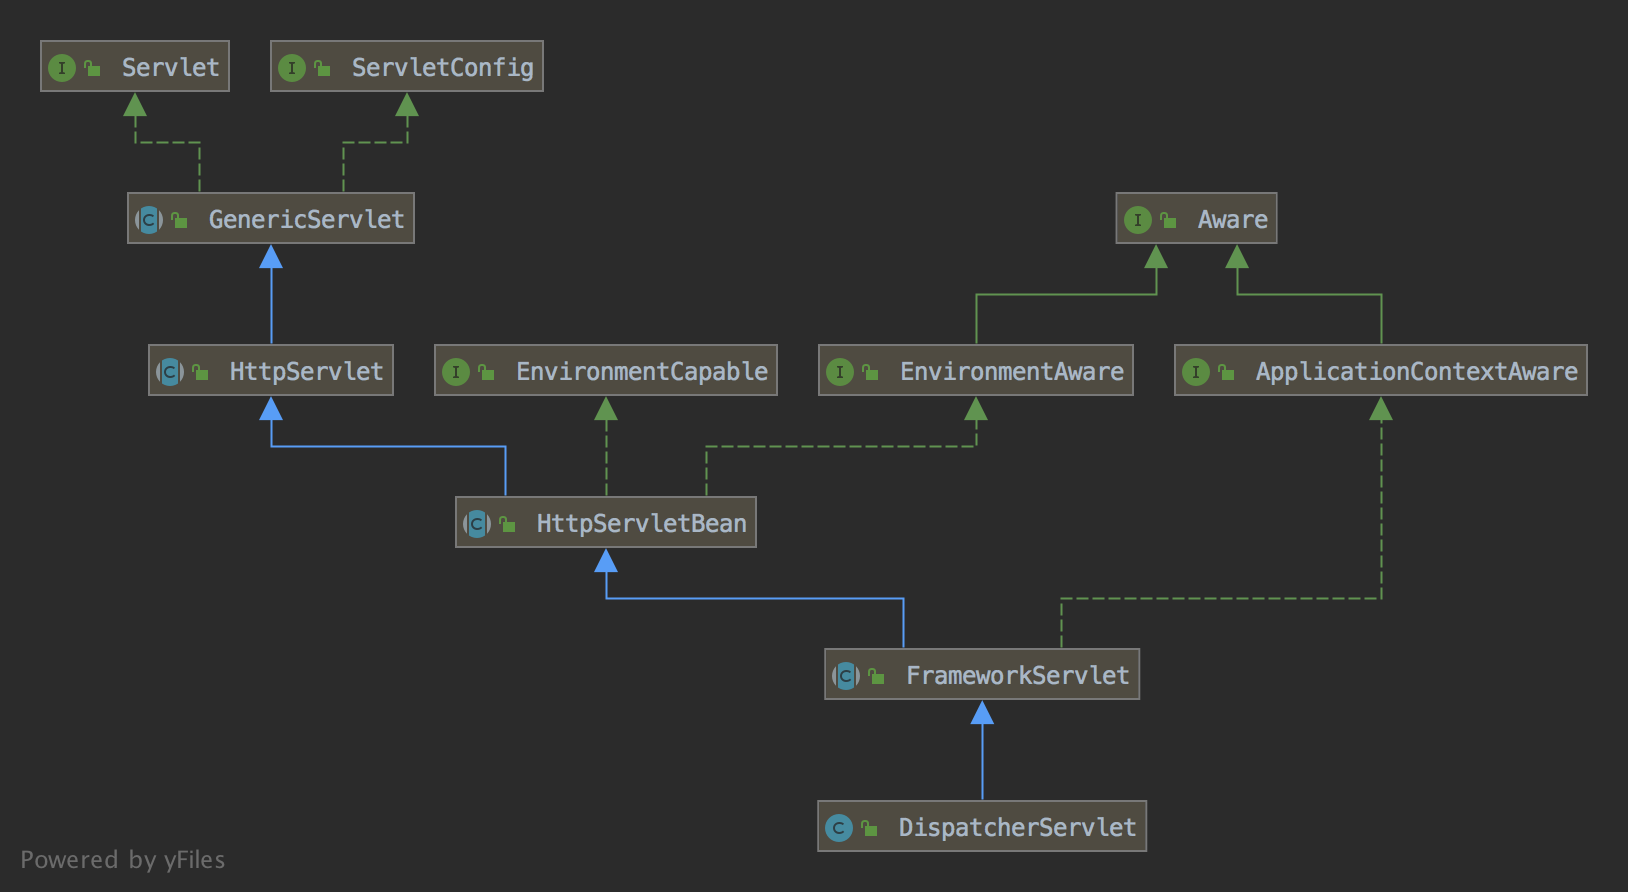 Servlet
ServletConfig
GenericServlet
Aware
HttpServlet
EnvironmentCapable
EnvironmentAware
ApplicationContextAware
HttpServletBean
FrameworkServlet
DispatcherServlet
Powered by yFiles